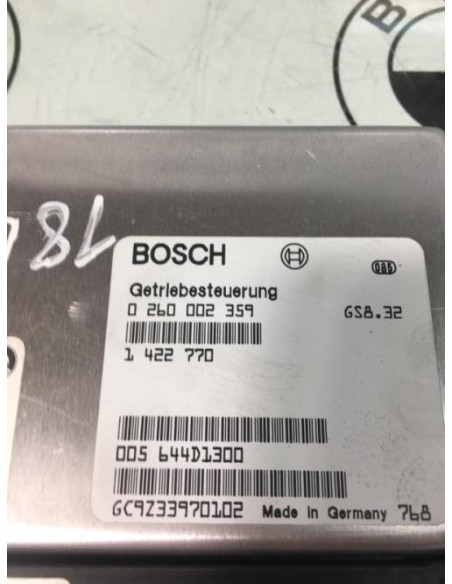 B
78L
BOSCH
085
Getriebesteuerung
0 260 002 359 GS8.32
1 422 770
005 644D1300
GC9Z33970102 Made in Germany 768